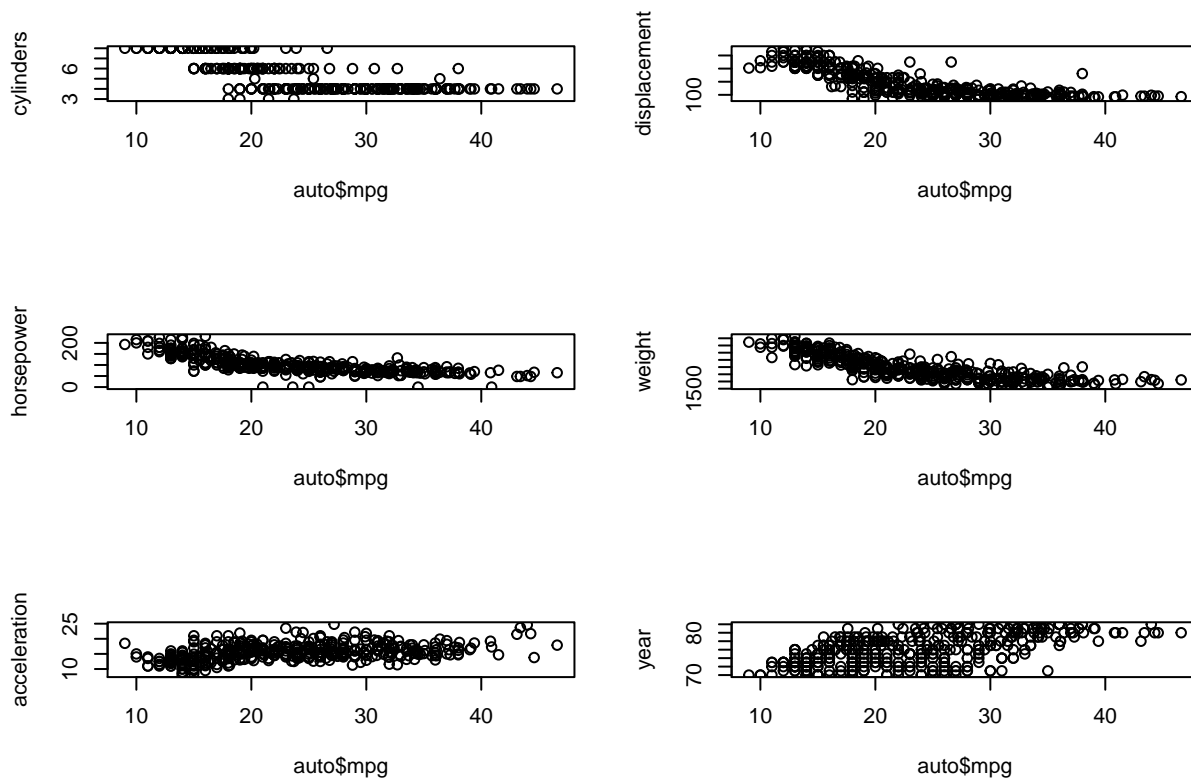 cylinders
6
3
10 20 30 40
auto$mpg
displacement
100
10 20 30 40
auto$mpg
horsepower
200
0
10 20 30 40
auto$mpg
weight
1500
10 20 30 40
auto$mpg
acceleration
25
10
10 20 30 40
auto$mpg
year
80
70
10 20 30 40
auto$mpg